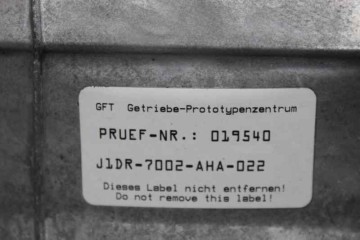 GFT Getriebe-Prototypenzentrum
PRUEF-NR.: 019540
J1DR-7002-AHA-022
Dieses Label nicht entfernen!
Do not remove this label!